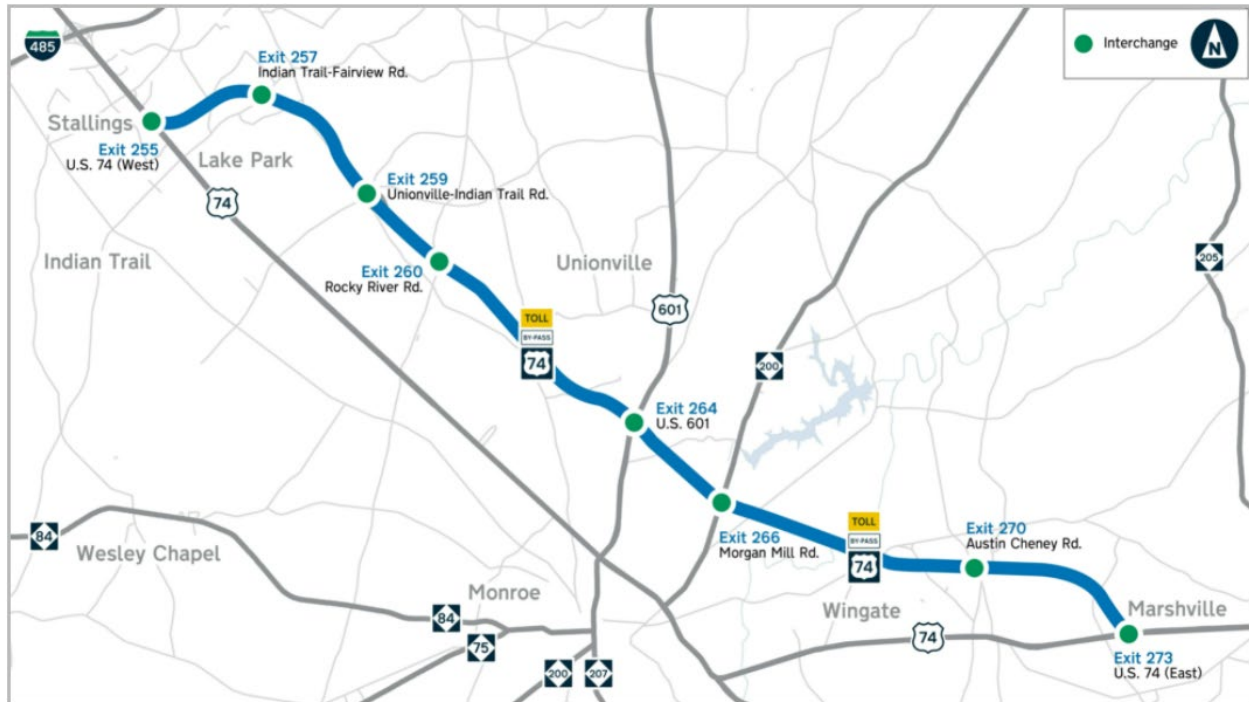 485
Exit 257
Indian Trail-Fairview Rd.
Interchange
N
Stallings
Exit 255
U.S. 74 (West)
Lake Park
74
Exit 259
Unionville-Indian Trail Rd.
Indian Trail
Exit 260
Rocky River Rd.
Unionville
205
601
TOLL
BY-PASS
74
200
Exit 264
U.S. 601
84
Wesley Chapel
Exit 266
Morgan Mill Rd.
TOLL
BY-PASS
74
Exit 270
Austin Cheney Rd.
Monroe
84
75
200
207
Wingate
74
Marshville
Exit 273
U.S. 74 (East)